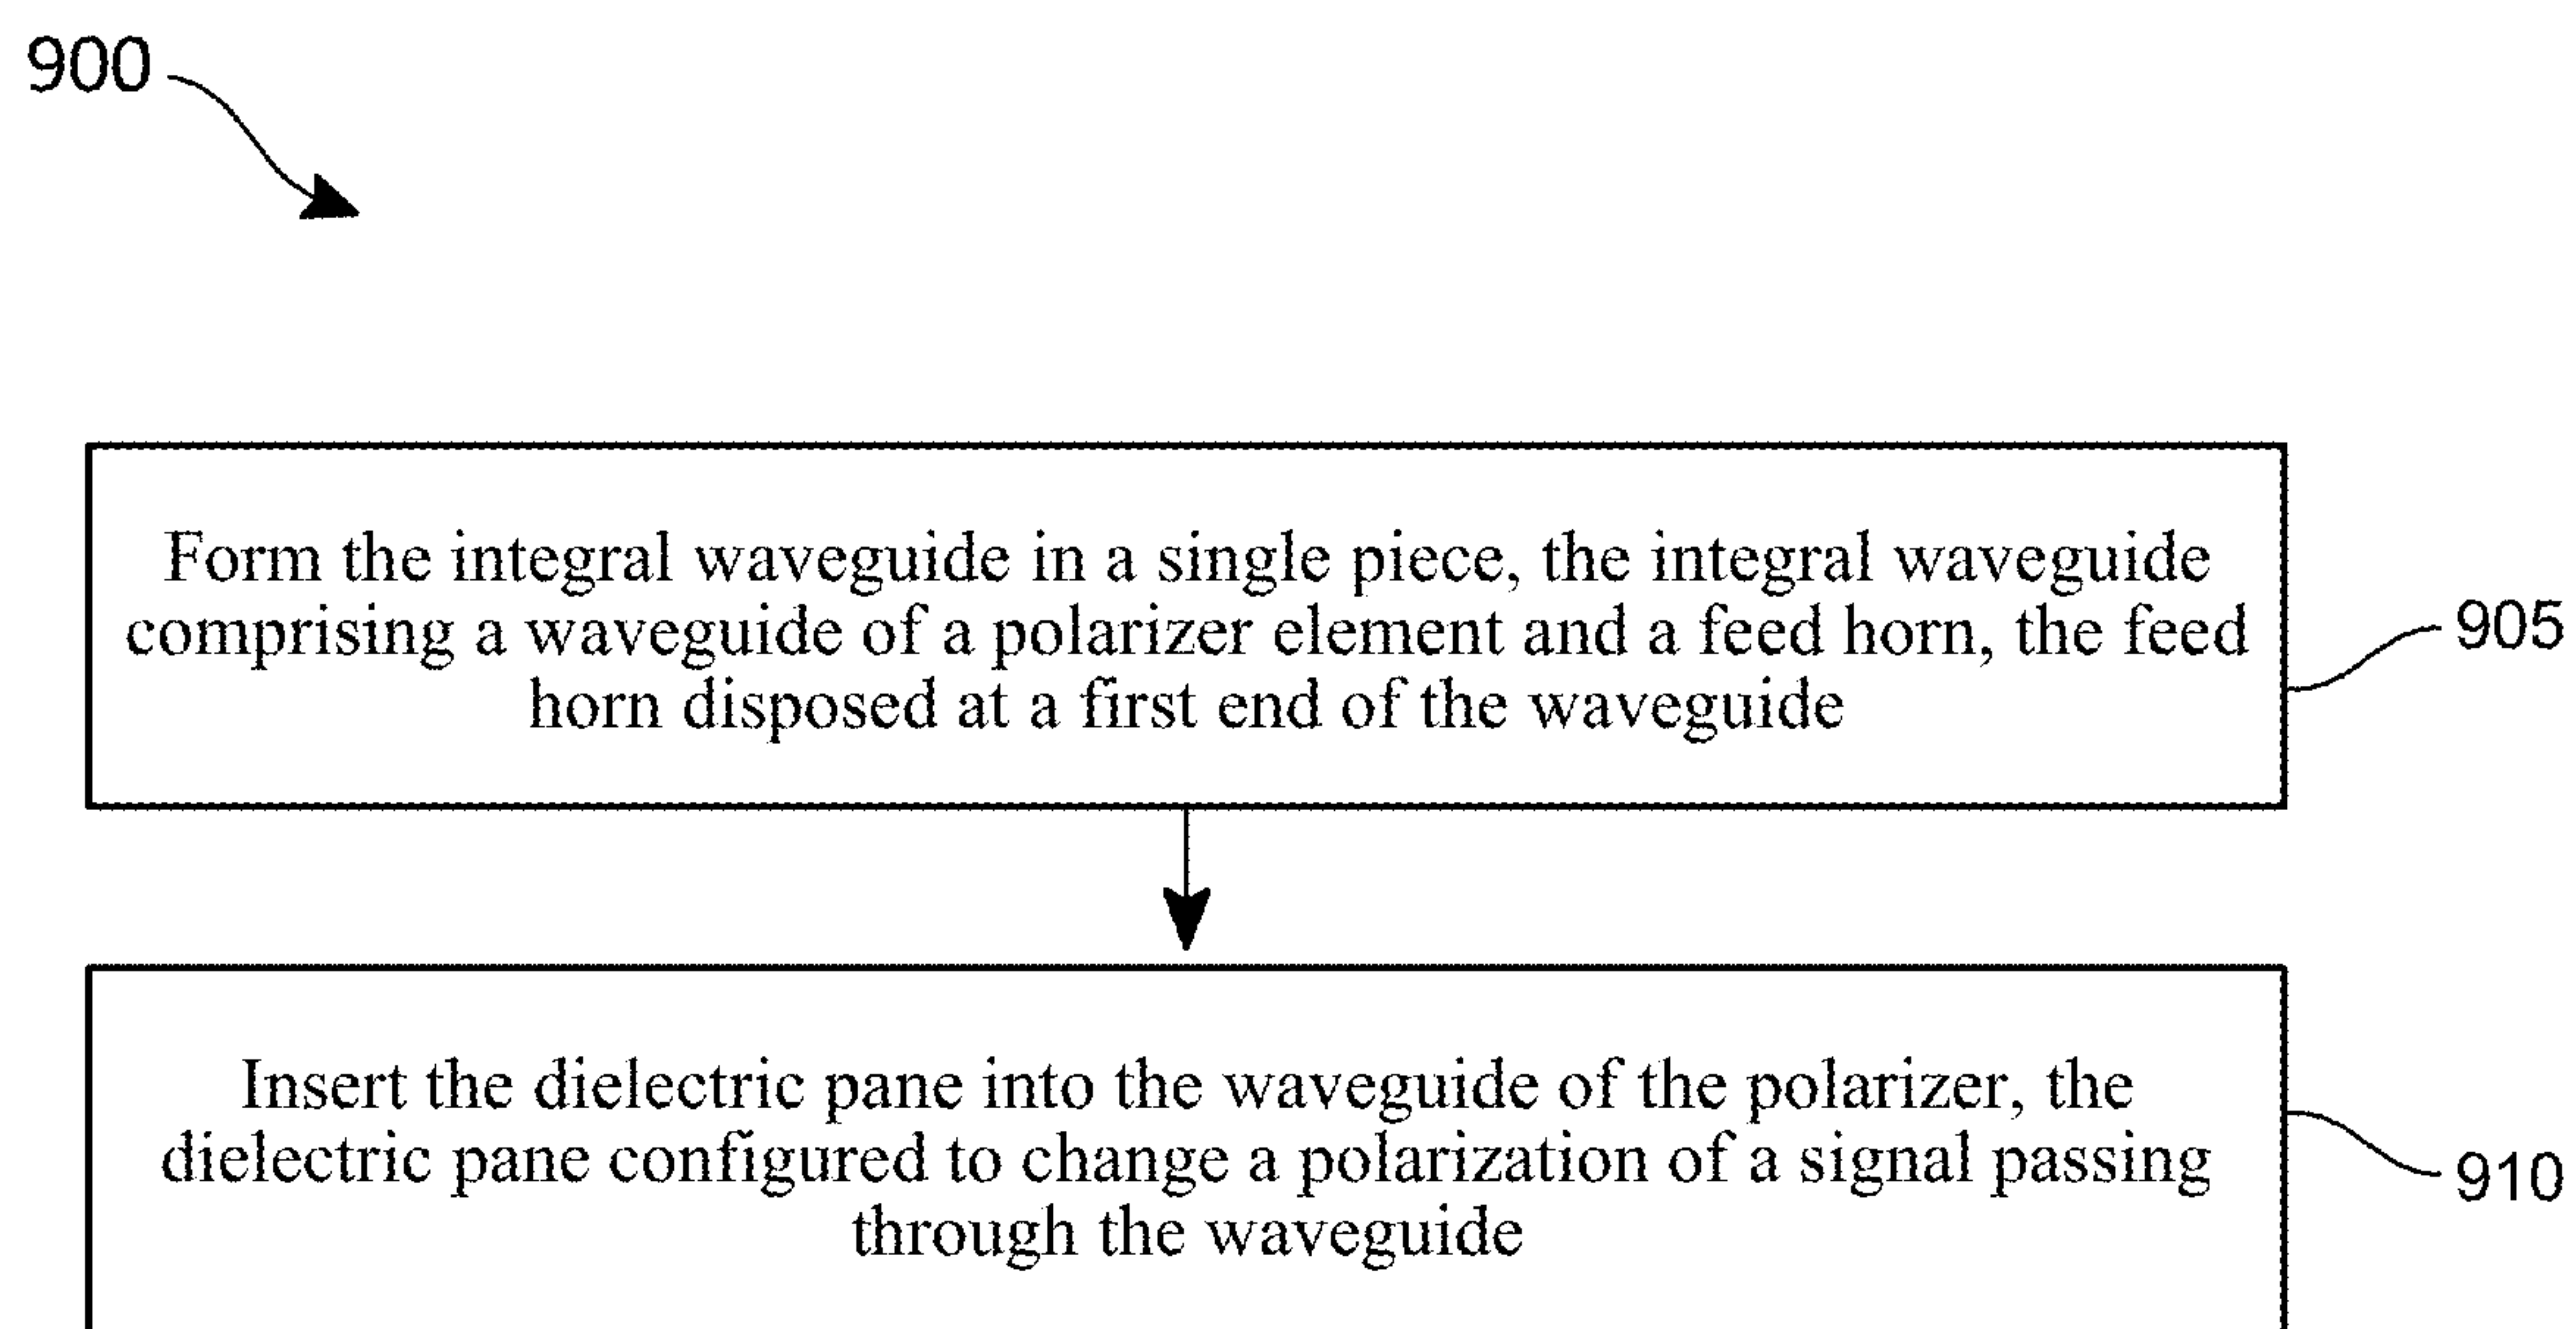 900
Form the integral waveguide in a single piece, the integral waveguide
comprising a waveguide of a polarizer element and a feed horn, the feed
horn disposed at a first end of the waveguide
905
Insert the dielectric pane into the waveguide of the polarizer, the
dielectric pane configured to change a polarization of a signal passing
through the waveguide
910